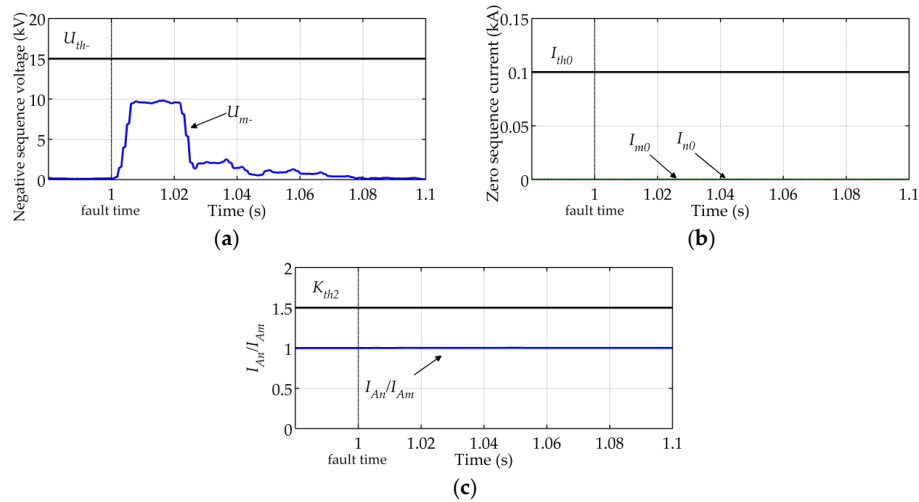 Negative sequence voltage (kV)
20
15
10
5
0
U_th-
U_m-
1
1.02
1.04
1.06
1.08
1.1
fault time
Time (s)
(a)
Zero sequence current (kA)
0.15
0.1
0.05
0
I_th0
I_m0
I_n0
1
1.02
1.04
1.06
1.08
1.1
fault time
Time (s)
(b)
I_An/I_Am
2
1.5
1
0.5
0
K_th2
I_An/I_Am
1
1.02
1.04
1.06
1.08
1.1
fault time
Time (s)
(c)